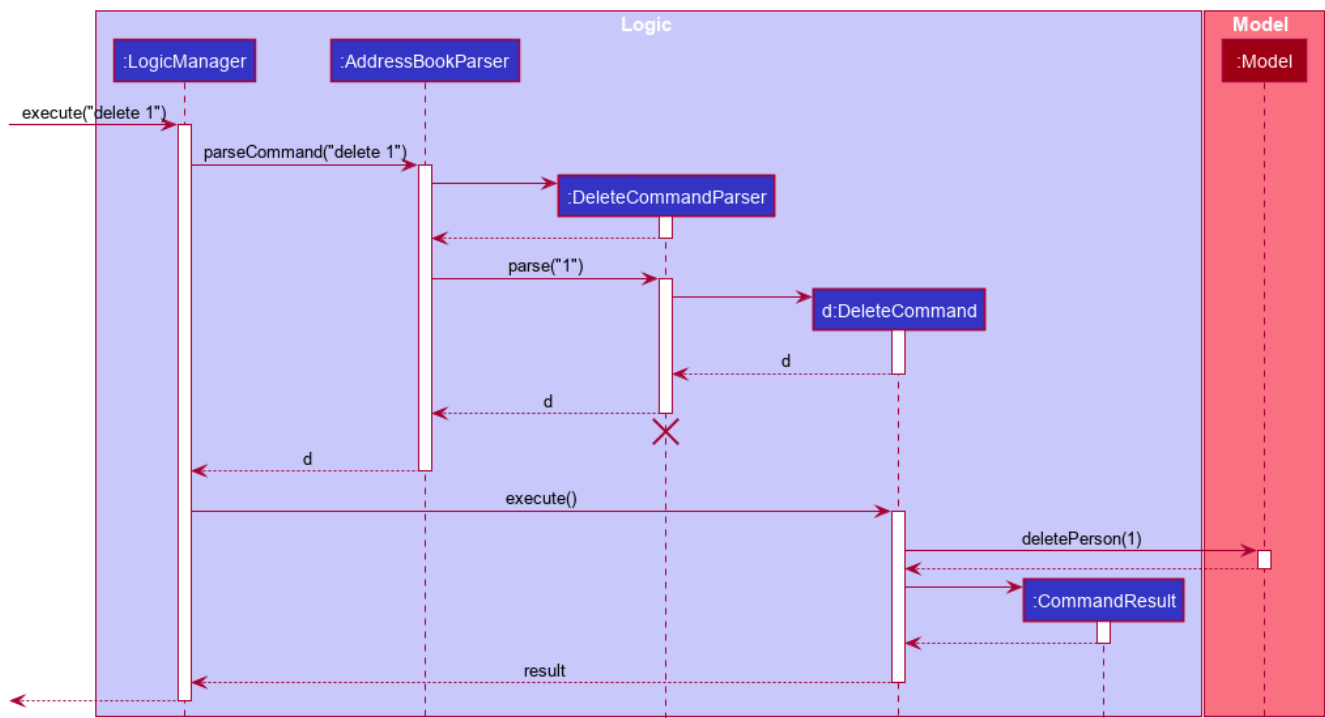 Logic
Model
:LogicManager
:AddressBookParser
:Model
execute("delete 1")
parseCommand("delete 1")
:DeleteCommandParser
parse("1")
d:DeleteCommand
d
d
d
execute()
deletePerson(1)
:CommandResult
result